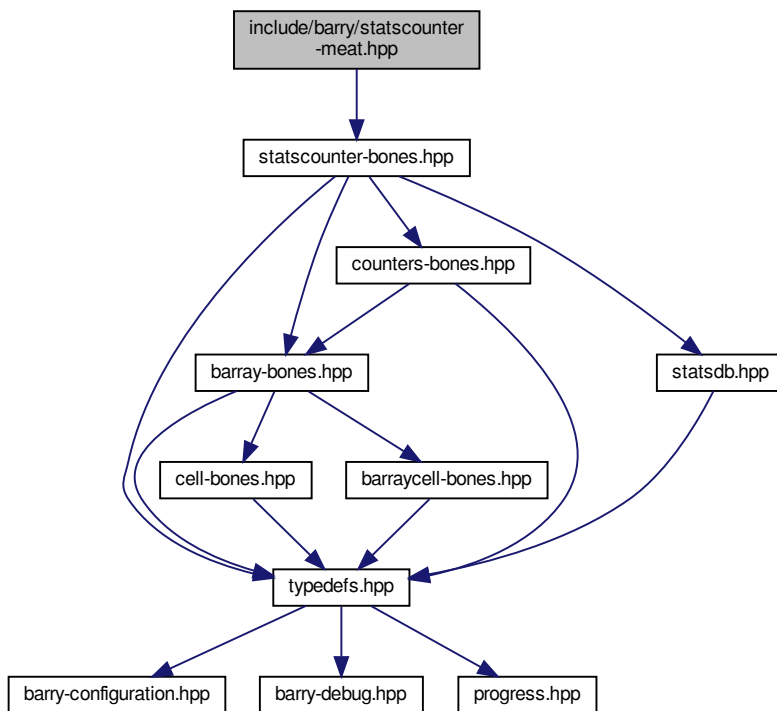 include/barry/statscounter
-meat.hpp
statscounter-bones.hpp
counters-bones.hpp
barray-bones.hpp
statsdb.hpp
cell-bones.hpp
barraycell-bones.hpp
typedefs.hpp
barry-configuration.hpp
barry-debug.hpp
progress.hpp